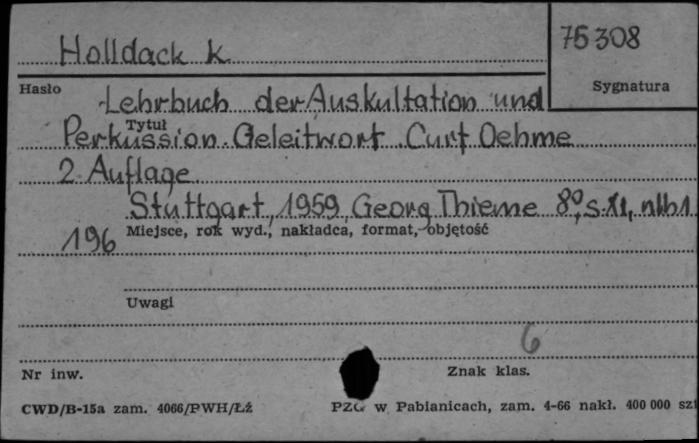 Holldack K
75308
Hasło
Sygnatura
Lehrbuch der Auskultation und
Tytuł
Perkussion. Geleitwort. Curt Oehme
2 Auflage
Stuttgart, 1959, Georg Thieme 8°, s. XI, nlb 1.
196
Miejsce, rok wyd., nakładca, format, objętość
Uwagi
6
Nr inw.
Znak klas.
CWD/B-15a zam. 4066/PWH/Łź
PZG w Pabianicach, zam. 4-66 nakł. 400 000 szt